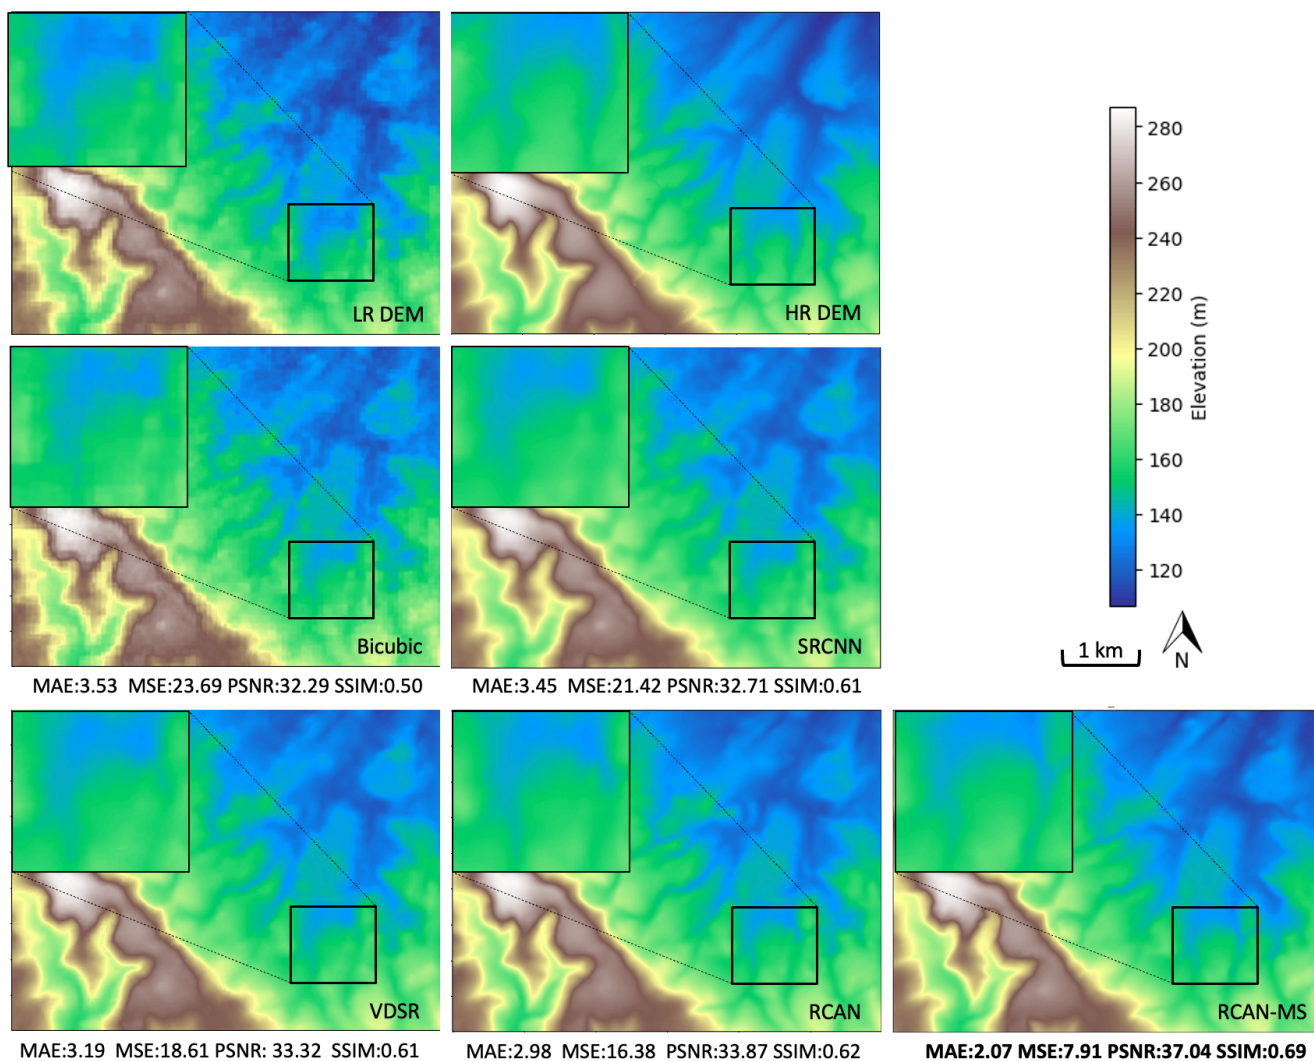 LR DEM
HR DEM
280
260
240
220
200
180
160
140
120
Elevation (m)
1 km
N
Bicubic
SRCNN
MAE:3.53 MSE:23.69 PSNR:32.29 SSIM:0.50
MAE:3.45 MSE:21.42 PSNR:32.71 SSIM:0.61
VDSR
RCAN
RCAN-MS
MAE:3.19 MSE:18.61 PSNR: 33.32 SSIM:0.61
MAE:2.98 MSE:16.38 PSNR:33.87 SSIM:0.62
MAE:2.07 MSE:7.91 PSNR:37.04 SSIM:0.69